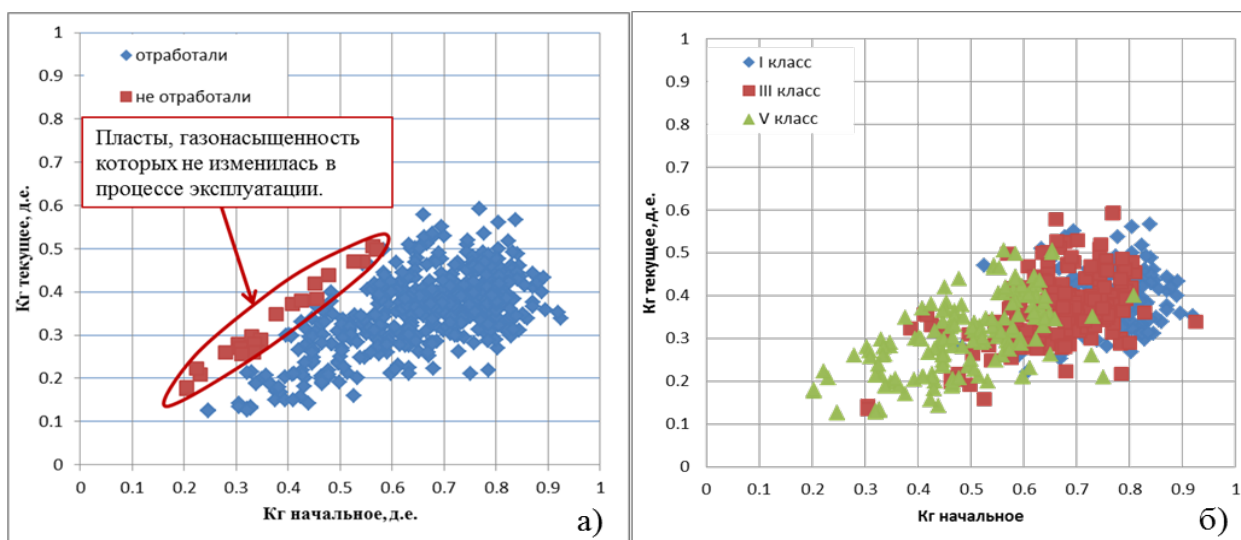 1
0.9
0.8
0.7
0.6
0.5
0.4
0.3
0.2
0.1
0
отработали
не отработали
Пласты, газонасыщенность
которых не изменилась в
процессе эксплуатации.
Кг текущее, д.е.
0 0.1 0.2 0.3 0.4 0.5 0.6 0.7 0.8 0.9 1
Кг начальное, д.е.
а)
1
0.9
0.8
0.7
0.6
0.5
0.4
0.3
0.2
0.1
0
I класс
III класс
V класс
Кг текущее, д.е.
0 0.1 0.2 0.3 0.4 0.5 0.6 0.7 0.8 0.9 1
Кг начальное
б)